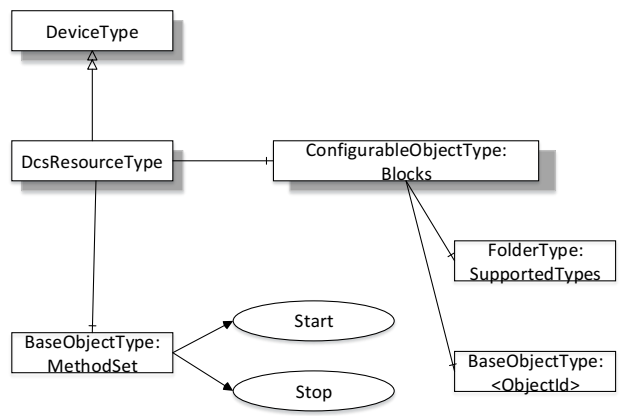 DeviceType
DcsResourceType
ConfigurableObjectType:
Blocks
FolderType:
SupportedTypes
BaseObjectType:
MethodSet
Start
Stop
BaseObjectType:
<ObjectId>